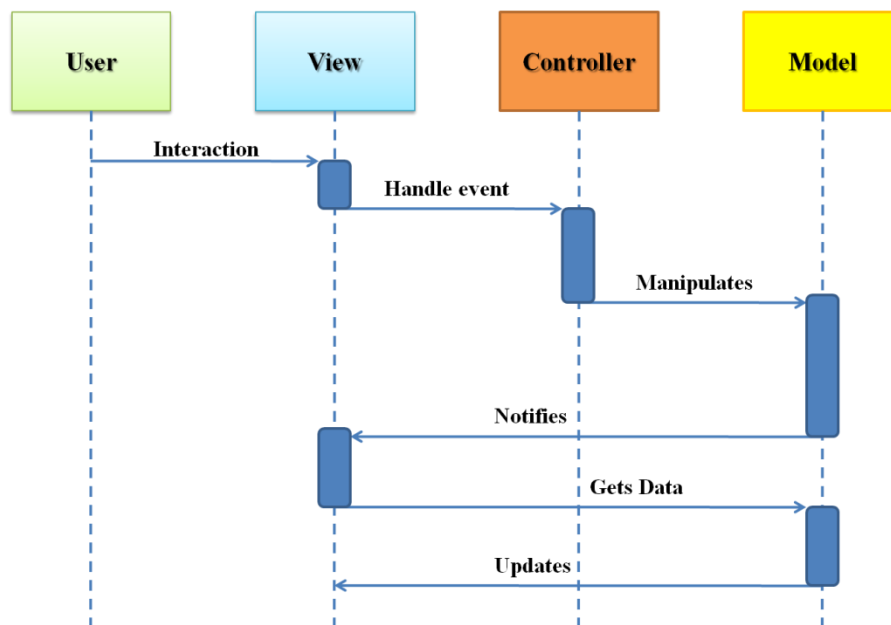 User
View
Controller
Model
Interaction
Handle event
Manipulates
Notifies
Gets Data
Updates